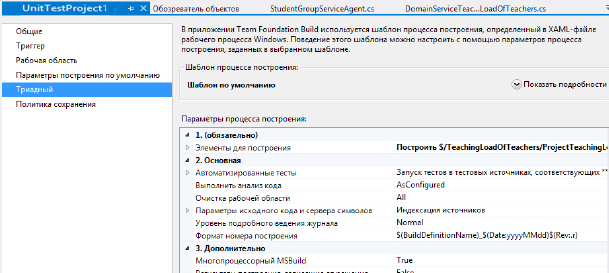 UnitTestProject1
Обозреватель объектов
StudentGroupServiceAgent.cs
DomainServiceTeac...LoadOfTeachers.cs
Общие
Триггер
Рабочая область
Параметры построения по умолчанию
Триадный
Политика сохранения
В приложении Team Foundation Build используется шаблон процесса построения, определенный в XAML-файле
рабочего процесса Windows. Поведение этого шаблона можно настроить с помощью параметров процесса
построения, заданных в выбранном шаблоне.
Шаблон процесса построения:
Шаблон по умолчанию
Показать подробности
Параметры процесса построения:
1. (обязательно)
Элементы для построения
Построить $/TeachingLoadOfTeachers/ProjectTeachingLo
2. Основная
Автоматизированные тесты
Запуск тестов в тестовых источниках, соответствующих **
Выполнить анализ кода
AsConfigured
Очистка рабочей области
All
Параметры исходного кода и сервера символов
Индексация источников
Уровень подробного ведения журнала
Normal
Формат номера построения
$(BuildDefinitionName)_$(Date:yyyyMMdd)$(Rev:.r)
3. Дополнительно
Многопроцессорный MSBuild
True
False